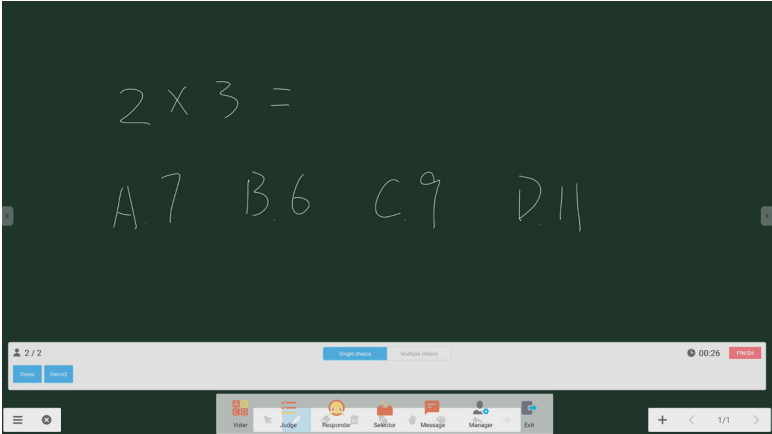 2 × 3 =
A.7 B.6 C.9 D.11
2 / 2
Single choice Multiple choice
00:26 FINISH
Demo Demo2
Voter Judge Responder Selector Message Manager Exit
1/1